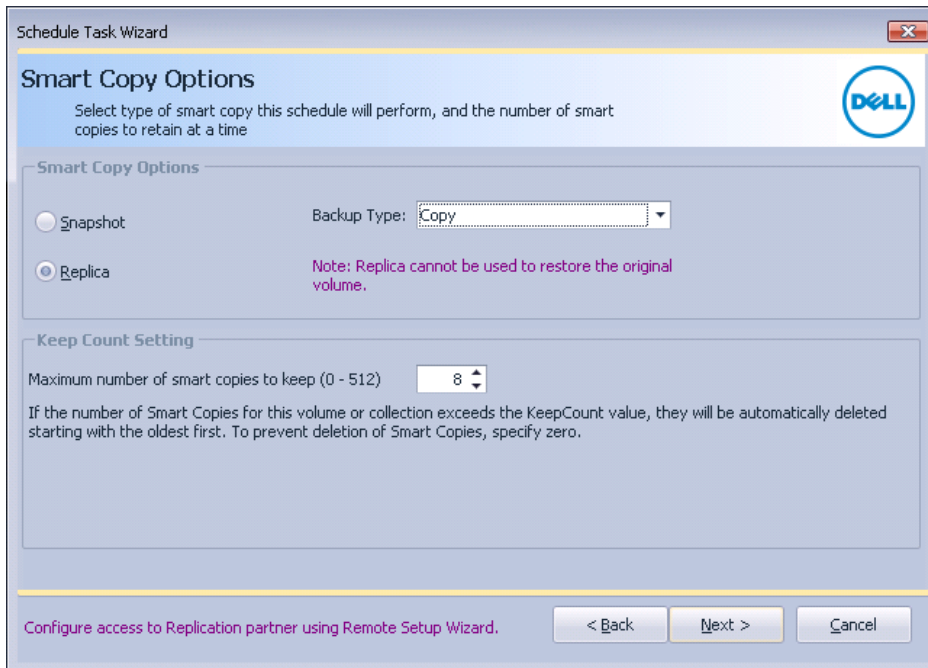 Schedule Task Wizard
Smart Copy Options
Select type of smart copy this schedule will perform, and the number of smart
copies to retain at a time
DELL
Smart Copy Options
Snapshot
Backup Type: Copy
Replica
Note: Replica cannot be used to restore the original
volume.
Keep Count Setting
Maximum number of smart copies to keep (0 - 512) 8
If the number of Smart Copies for this volume or collection exceeds the KeepCount value, they will be automatically deleted
starting with the oldest first. To prevent deletion of Smart Copies, specify zero.
Configure access to Replication partner using Remote Setup Wizard.
< Back
Next >
Cancel